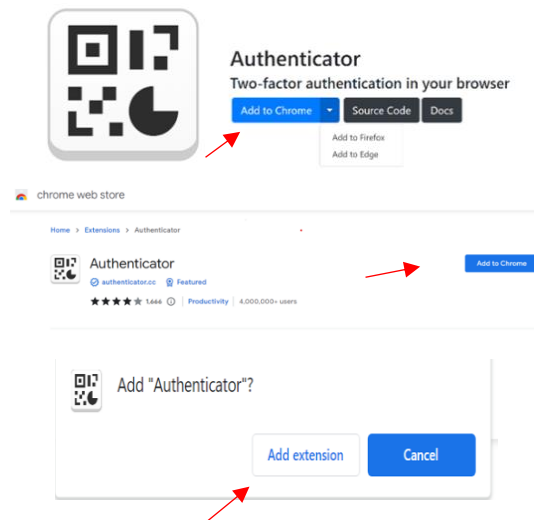 Authenticator
Two-factor authentication in your browser
Add to Chrome Source Code Docs
Add to Firefox
Add to Edge
chrome web store
Home > Extensions > Authenticator
Authenticator
Add to Chrome
authenticator.cc Featured
1,666 Productivity 4,000,000+ users
Add "Authenticator"?
Add extension Cancel